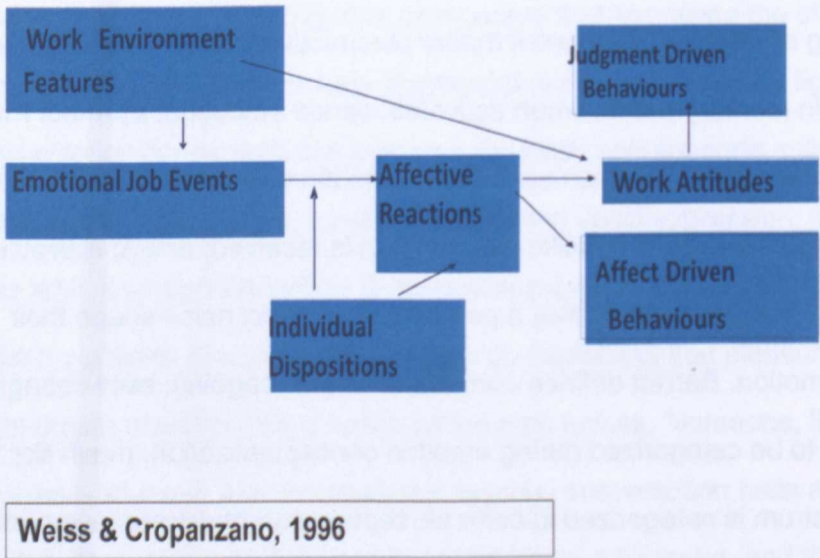 Work Environment
Features
Judgment Driven
Behaviours
Emotional Job Events
Affective
Reactions
Work Attitudes
Affect Driven
Behaviours
Individual
Dispositions
Weiss & Cropanzano, 1996